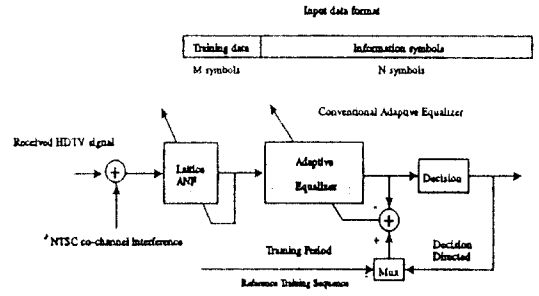 Input data format
Training data
Information symbols
M symbols
N symbols
Conventional Adaptive Equalizer
Received HDTV signal
Lattice
ANF
Adaptive
Equalizer
Decision
+
-
+
+
NTSC co-channel interference
Training Period
Decision
Directed
Mux
Reference Training Sequence